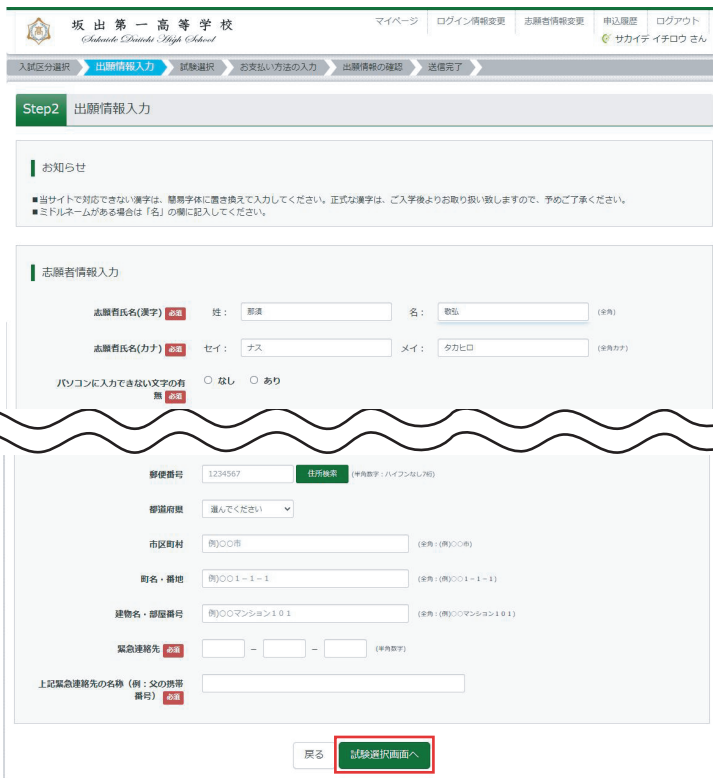 坂出第一高等学校
Sakaide Daiichi High School
マイページ ログイン情報変更 志願者情報変更 申込履歴 ログアウト
サカイデ イチロウ さん
入試区分選択 出願情報入力 試験選択 お支払い方法の入力 出願情報の確認 送信完了
Step2 出願情報入力
お知らせ
■当サイトで対応できない漢字は、簡易字体に置き換えて入力してください。正式な漢字は、ご入学後よりお取り扱い致しますので、予めご了承ください。
■ミドルネームがある場合は「名」の欄に記入してください。
志願者情報入力
志願者氏名(漢字) 必須 姓： 那須 名： 敬弘 (全角)
志願者氏名(カナ) 必須 セイ： ナス メイ： タカヒロ (全角カナ)
パソコンに入力できない文字の有
無 必須 なし あり
郵便番号 1234567 住所検索 (半角数字：ハイフンなし7桁)
都道府県 選んでください
市区町村 例)〇〇市 (全角：(例)〇〇市)
町名・番地 例)〇〇１−１−１ (全角：(例)〇〇１−１−１)
建物名・部屋番号 例)〇〇マンション１０１ (全角：(例)〇〇マンション１０１)
緊急連絡先 必須 − − (半角数字)
上記緊急連絡先の名称（例：父の携帯
番号） 必須
戻る 試験選択画面へ